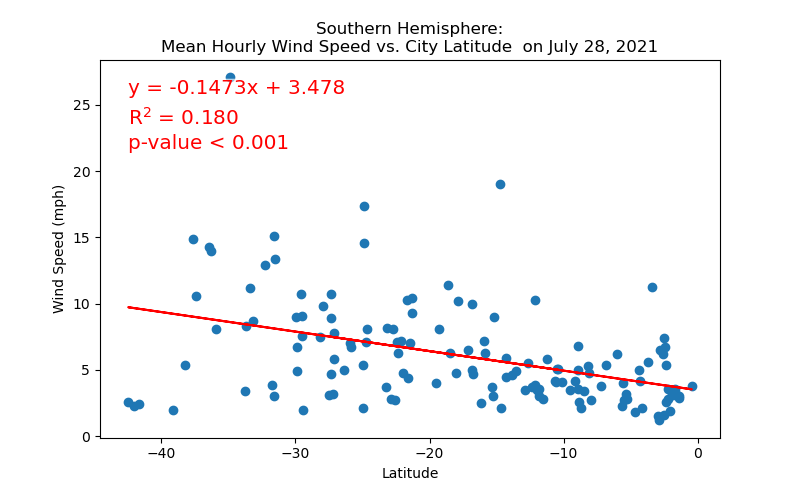 Southern Hemisphere:
Mean Hourly Wind Speed vs. City Latitude  on July 28, 2021
y = -0.1473x + 3.478
R² = 0.180
p-value < 0.001
25
20
15
10
5
0
Wind Speed (mph)
−40
−30
−20
−10
0
Latitude